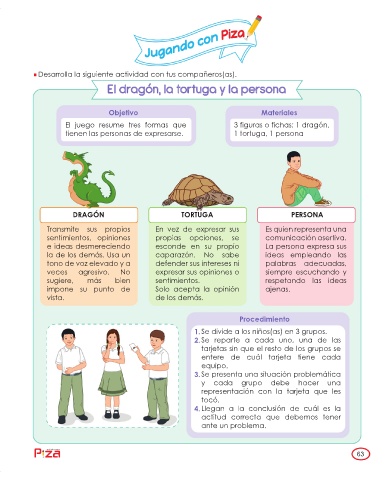 Jugando con Piza
Desarrolla la siguiente actividad con tus compañeros(as).
El dragón, la tortuga y la persona
Objetivo
El juego resume tres formas que
tienen las personas de expresarse.
Materiales
3 figuras o fichas: 1 dragón,
1 tortuga, 1 persona
DRAGÓN
Transmite sus propios
sentimientos, opiniones
e ideas desmereciendo
la de los demás. Usa un
tono de voz elevado y a
veces agresivo. No
sugiere, más bien
impone su punto de
vista.
TORTUGA
En vez de expresar sus
propias opciones, se
esconde en su propio
caparazón. No sabe
defender sus intereses ni
expresar sus opiniones o
sentimientos.
Solo acepta la opinión
de los demás.
PERSONA
Es quien representa una
comunicación asertiva.
La persona expresa sus
ideas empleando las
palabras adecuadas,
siempre escuchando y
respetando las ideas
ajenas.
Procedimiento
1. Se divide a los niños(as) en 3 grupos.
2. Se reparte a cada uno, una de las
tarjetas sin que el resto de los grupos se
entere de cuál tarjeta tiene cada
equipo.
3. Se presenta una situación problemática
y cada grupo debe hacer una
representación con la tarjeta que les
tocó.
4. Llegan a la conclusión de cuál es la
actitud correcta que debemos tener
ante un problema.
Piza
63